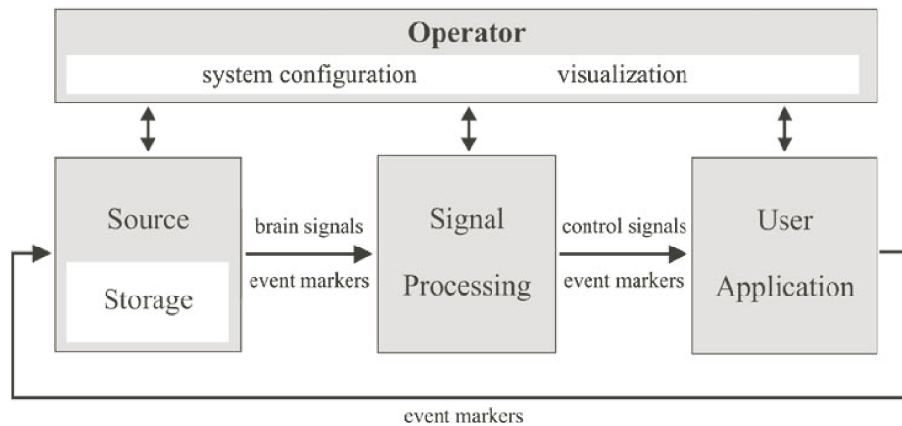 Operator
system configuration visualization
Source
Storage
brain signals
event markers
Signal
Processing
control signals
event markers
User
Application
event markers